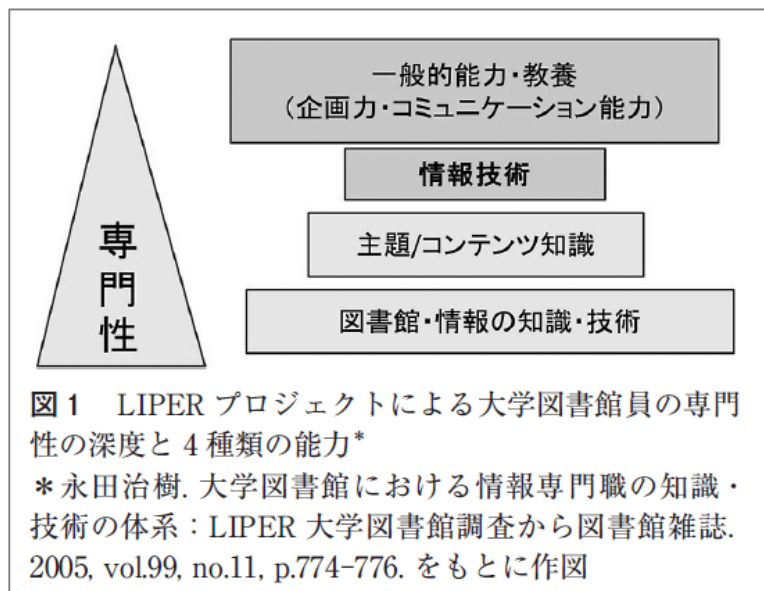 一般的能力・教養
(企画力・コミュニケーション能力)
情報技術
主題/コンテンツ知識
図書館・情報の知識・技術
専門性
図1 LIPER プロジェクトによる大学図書館員の専門
性の深度と 4 種類の能力*
*永田治樹. 大学図書館における情報専門職の知識・
技術の体系:LIPER 大学図書館調査から図書館雑誌.
2005, vol.99, no.11, p.774-776. をもとに作図